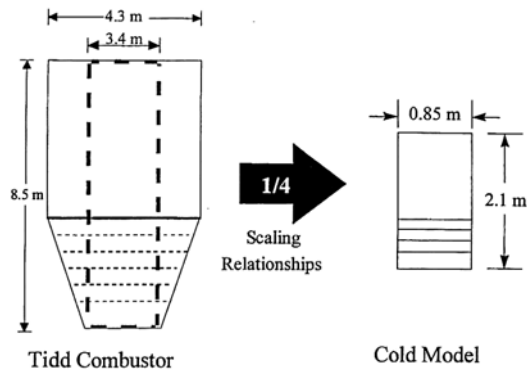 4.3 m
3.4 m
8.5 m
1/4
Scaling
Relationships
0.85 m
2.1 m
Tidd Combustor
Cold Model